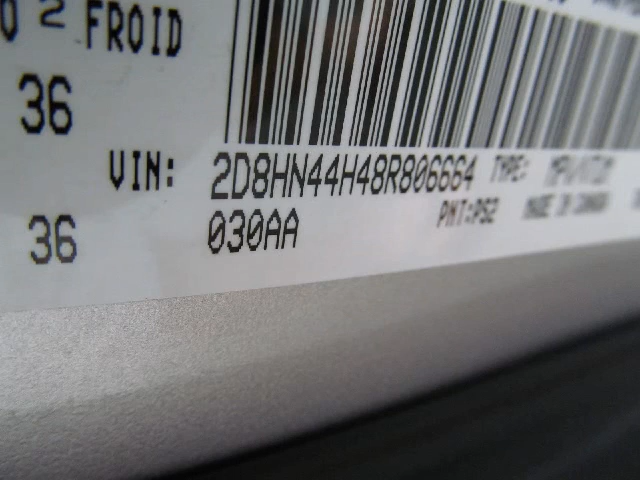 0 2 FROID
36
VIN: 2D8HN44H48R806664 TYPE:
36 030AA PNT:PS2 MADE IN CANADA